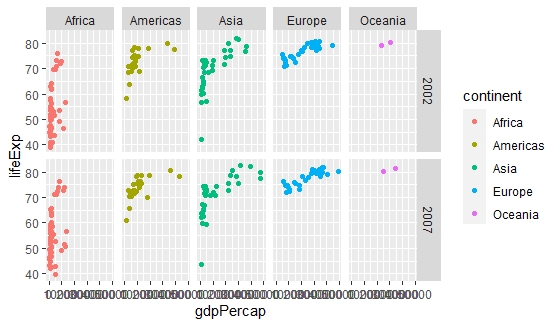 Africa Americas Asia Europe Oceania
80
70
60
50
40
2002
lifeExp
80
70
60
50
40
2007
gdpPercap
continent
Africa
Americas
Asia
Europe
Oceania